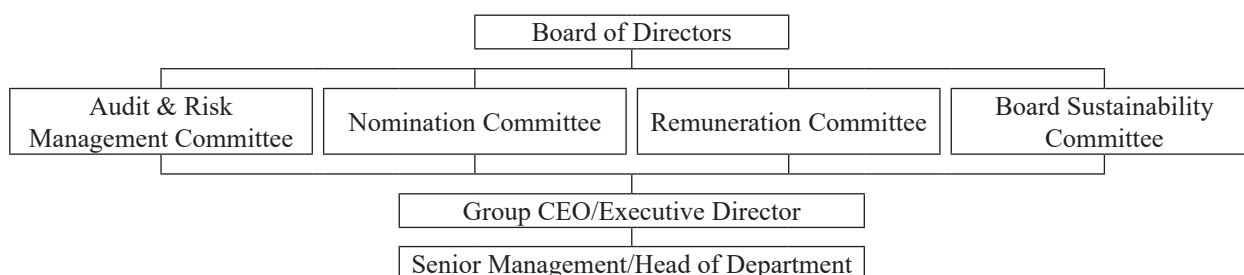 Board of Directors
Audit & Risk
Management Committee
Nomination Committee
Remuneration Committee
Board Sustainability
Committee
Group CEO/Executive Director
Senior Management/Head of Department